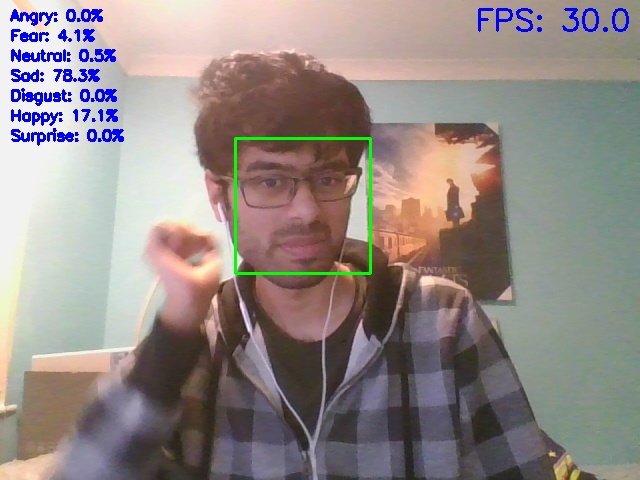 Angry: 0.0%
Fear: 4.1%
Neutral: 0.5%
Sad: 78.3%
Disgust: 0.0%
Happy: 17.1%
Surprise: 0.0%
FPS: 30.0
FANTASTIC